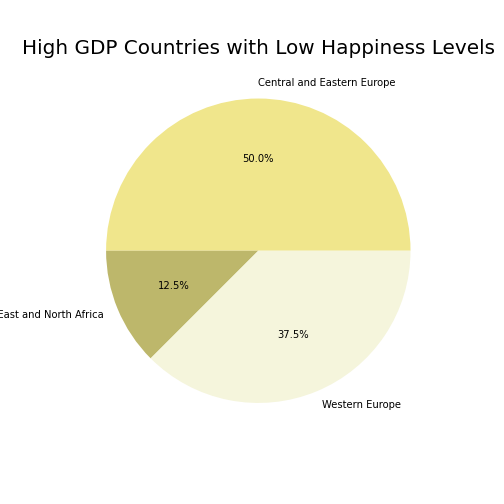 High GDP Countries with Low Happiness Levels
Central and Eastern Europe
50.0%
12.5%
East and North Africa
37.5%
Western Europe